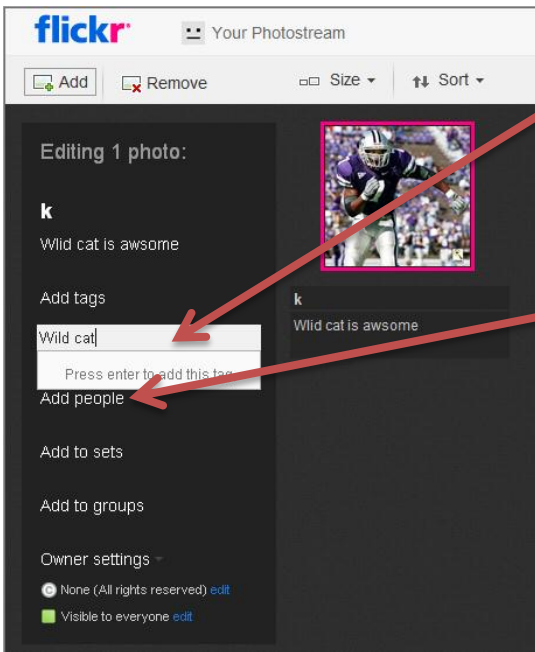 flickr Your Photostream
Add Remove Size Sort
Editing 1 photo:
k
Wlid cat is awsome
Add tags
Wild cat
Press enter to add this tag
Add people
Add to sets
Add to groups
Owner settings
None (All rights reserved) edit
Visible to everyone edit
k
Wlid cat is awsome